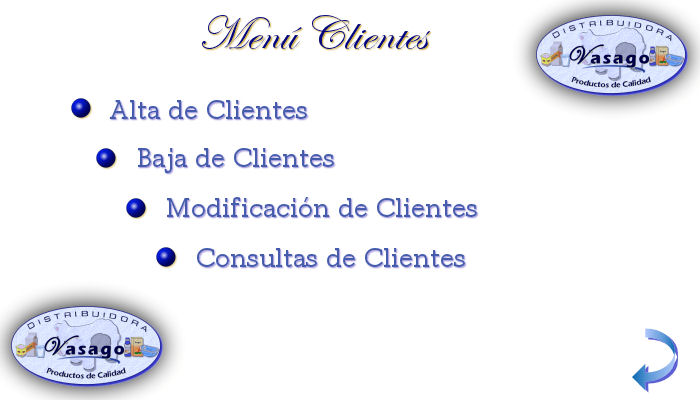 Menú Clientes
DISTRIBUIDORA
Vasago
Productos de Calidad
Alta de Clientes
Baja de Clientes
Modificación de Clientes
Consultas de Clientes
DISTRIBUIDORA
Vasago
Productos de Calidad